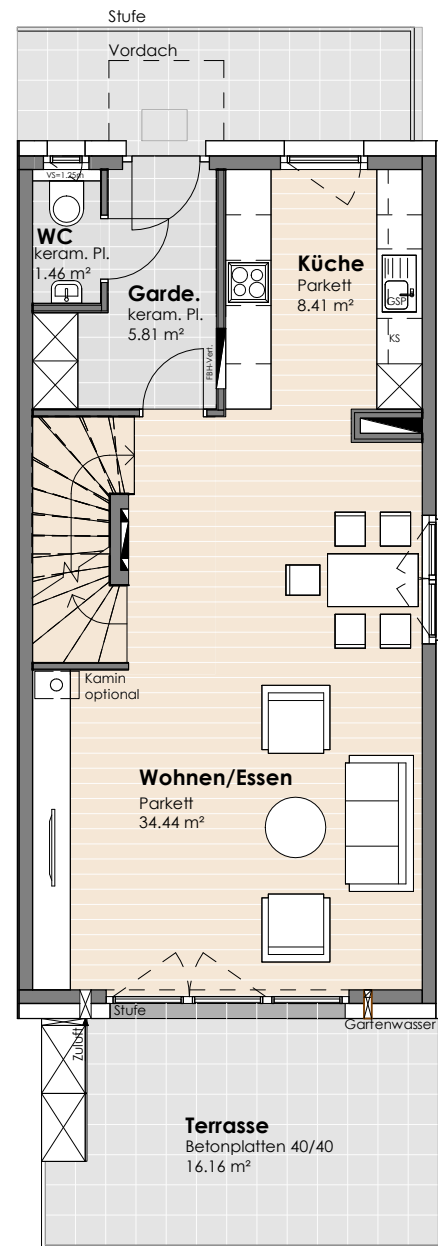 Stufe
Vordach
VS=1.25m
WC
keram. Pl.
1.46 m²
Garde.
keram. Pl.
5.81 m²
Küche
Parkett
8.41 m²
GSP
KS
FBH-Vert.
Kamin
optional
Wohnen/Essen
Parkett
34.44 m²
Stufe
Gartenwasser
Zuluft
Terrasse
Betonplatten 40/40
16.16 m²